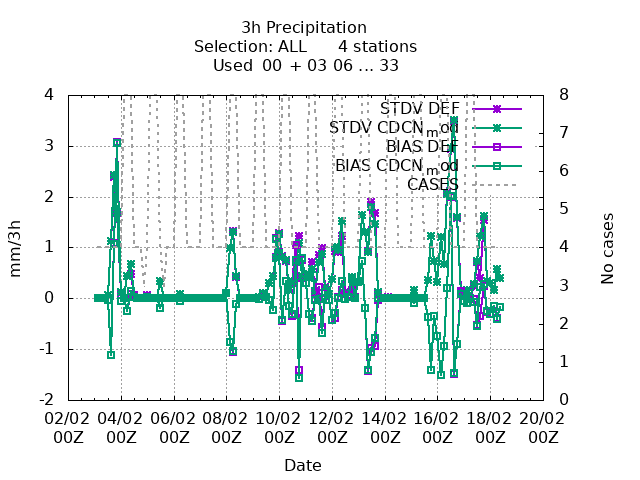 3h Precipitation
Selection: ALL 4 stations
Used 00 + 03 06 ... 33
4
3
2
1
0
-1
-2
8
7
6
5
4
3
2
1
0
mm/3h
No cases
STDV DEF
STDV CDCN_mod
BIAS DEF
BIAS CDCN_mod
CASES
02/02 04/02 06/02 08/02 10/02 12/02 14/02 16/02 18/02 20/02
00Z 00Z 00Z 00Z 00Z 00Z 00Z 00Z 00Z 00Z
Date